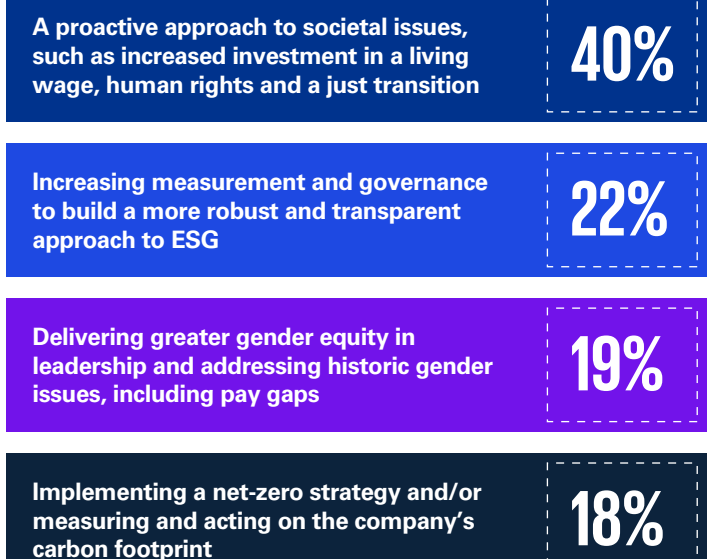 A proactive approach to societal issues,
such as increased investment in a living
wage, human rights and a just transition
40%
Increasing measurement and governance
to build a more robust and transparent
approach to ESG
22%
Delivering greater gender equity in
leadership and addressing historic gender
issues, including pay gaps
19%
Implementing a net-zero strategy and/or
measuring and acting on the company’s
carbon footprint
18%